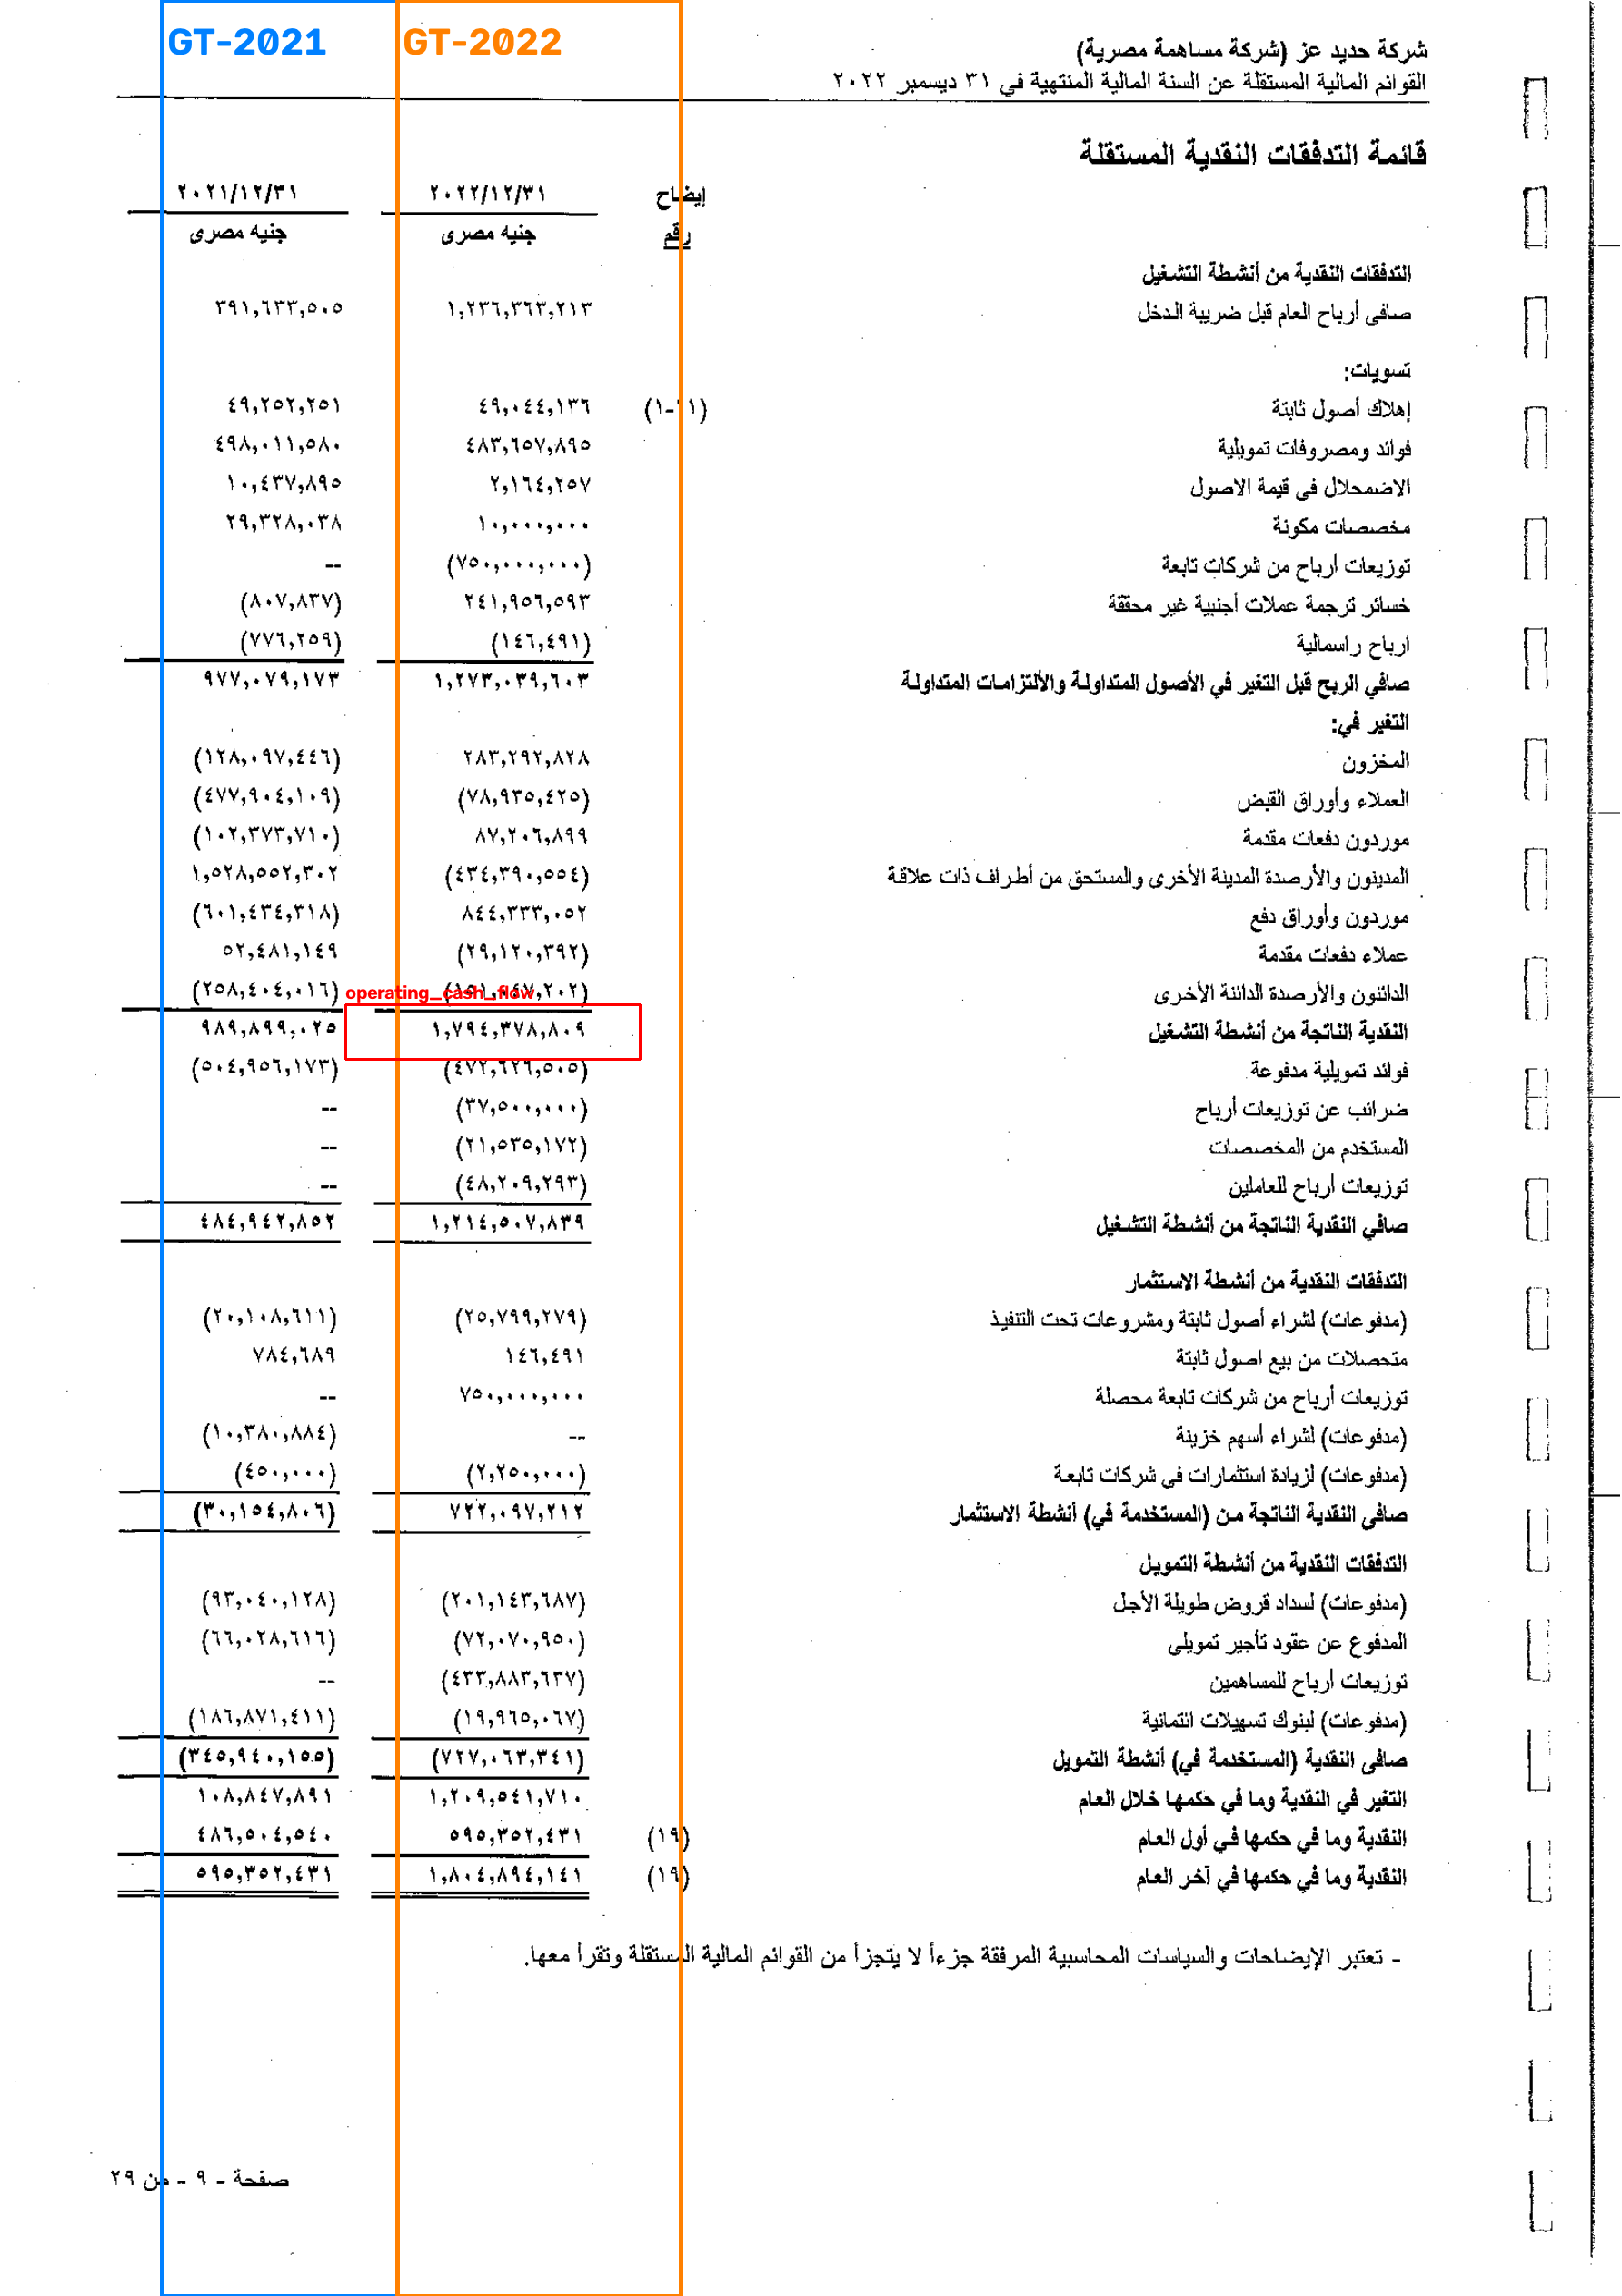 GT-2021 GT-2022
شركة حديد عز (شركة مساهمة مصرية)
القوائم المالية المستقلة عن السنة المالية المنتهية في ٣١ ديسمبر ٢٠٢٢
قائمة التدفقات النقدية المستقلة
إيضاح ٢٠٢٢/١٢/٣١ ٢٠٢١/١٢/٣١
رقم جنيه مصرى جنيه مصرى
التدفقات النقدية من أنشطة التشغيل
صافى أرباح العام قبل ضريبة الدخل ١,٢٣٦,٣٦٣,٢١٣ ٣٩١,٦٣٣,٥٠٥
تسويات:
إهلاك أصول ثابتة ٤٩,٠٤٤,١٣٦ ٤٩,٢٥٢,٢٥١
فوائد ومصروفات تمويلية ٤٨٣,٦٥٧,٨٩٥ ٤٩٨,٠١١,٥٨٠
الاضمحلال فى قيمة الاصول ٢,١٦٤,٢٥٧ ١٠,٤٣٧,٨٩٥
مخصصات مكونة ١٠,٠٠٠,٠٠٠ ٢٩,٣٢٨,٠٣٨
توزيعات أرباح من شركات تابعة (٧٥٠,٠٠٠,٠٠٠) --
خسائر ترجمة عملات أجنبية غير محققة ٢٤١,٩٥٦,٥٩٣ (٨٠٧,٨٣٧)
ارباح راسمالية (١٤٦,٤٩١) (٧٧٦,٢٥٩)
صافي الربح قبل التغير في الأصول المتداولة والألتزامات المتداولة ١,٢٧٣,٠٣٩,٦٠٣ ٩٧٧,٠٧٩,١٧٣
التغير في:
المخزون ٢٨٣,٢٩٢,٨٢٨ (١٢٨,٠٩٧,٤٤٦)
العملاء وأوراق القبض (٧٨,٩٣٥,٤٢٥) (٤٧٧,٩٠٤,١٠٩)
موردون دفعات مقدمة ٨٧,٢٠٦,٨٩٩ (١٠٢,٣٧٣,٧١٠)
المدينون والأرصدة المدينة الأخرى والمستحق من أطراف ذات علاقة (٤٣٤,٣٩٠,٥٥٤) ١,٥٢٨,٥٥٢,٣٠٢
موردون وأوراق دفع ٨٤٤,٣٣٣,٠٥٢ (٦٠١,٤٣٤,٣١٨)
عملاء دفعات مقدمة (٢٩,١٢٠,٣٩٢) ٥٢,٤٨١,١٤٩
الدائنون والأرصدة الدائنة الأخرى (٢٥٨,٤٠٤,٠١٦)
operating_cash_flow
النقدية الناتجة من أنشطة التشغيل ١,٧٩٤,٣٧٨,٨٠٩ ٩٨٩,٨٩٩,٠٢٥
فوائد تمويلية مدفوعة (٤٧٢,٦٢٦,٥٠٥) (٥٠٤,٩٥٦,١٧٣)
ضرائب عن توزيعات أرباح (٣٧,٥٠٠,٠٠٠) --
المستخدم من المخصصات (٢١,٥٣٥,١٧٢) --
توزيعات أرباح للعاملين (٤٨,٢٠٩,٢٩٣) --
صافي النقدية الناتجة من أنشطة التشغيل ١,٢١٤,٥٠٧,٨٣٩ ٤٨٤,٩٤٢,٨٥٢
التدفقات النقدية من أنشطة الاستثمار
(مدفوعات) لشراء أصول ثابتة ومشروعات تحت التنفيذ (٢٥,٧٩٩,٢٧٩) (٢٠,١٠٨,٦١١)
متحصلات من بيع اصول ثابتة ١٤٦,٤٩١ ٧٨٤,٦٨٩
توزيعات أرباح من شركات تابعة محصلة ٧٥٠,٠٠٠,٠٠٠ --
(مدفوعات) لشراء أسهم خزينة -- (١٠,٣٨٠,٨٨٤)
(مدفوعات) لزيادة استثمارات فى شركات تابعة (٢,٢٥٠,٠٠٠) (٤٥٠,٠٠٠)
صافى النقدية الناتجة من (المستخدمة في) أنشطة الاستثمار ٧٢٢,٠٩٧,٢١٢ (٣٠,١٥٤,٨٠٦)
التدفقات النقدية من أنشطة التمويل
(مدفوعات) لسداد قروض طويلة الأجل (٢٠١,١٤٣,٦٨٧) (٩٣,٠٤٠,١٢٨)
المدفوع عن عقود تأجير تمويلى (٧٢,٠٧٠,٩٥٠) (٦٦,٠٢٨,٦١٦)
توزيعات أرباح للمساهمين (٤٣٣,٨٨٣,٦٣٧) --
(مدفوعات) لبنوك تسهيلات ائتمانية (١٩,٩٦٥,٠٦٧) (١٨٦,٨٧١,٤١١)
صافى النقدية (المستخدمة في) أنشطة التمويل (٧٢٧,٠٦٣,٣٤١) (٣٤٥,٩٤٠,١٥٥)
التغير في النقدية وما في حكمها خلال العام ١,٢٠٩,٥٤١,٧١٠ ١٠٨,٨٤٧,٨٩١
النقدية وما في حكمها في أول العام (١٩) ٥٩٥,٣٥٢,٤٣١ ٤٨٦,٥٠٤,٥٤٠
النقدية وما في حكمها في آخر العام (١٩) ١,٨٠٤,٨٩٤,١٤١ ٥٩٥,٣٥٢,٤٣١
- تعتبر الإيضاحات والسياسات المحاسبية المرفقة جزءاً لا يتجزأ من القوائم المالية المستقلة وتقرأ معها.
صفحة - ٩ - من ٢٩